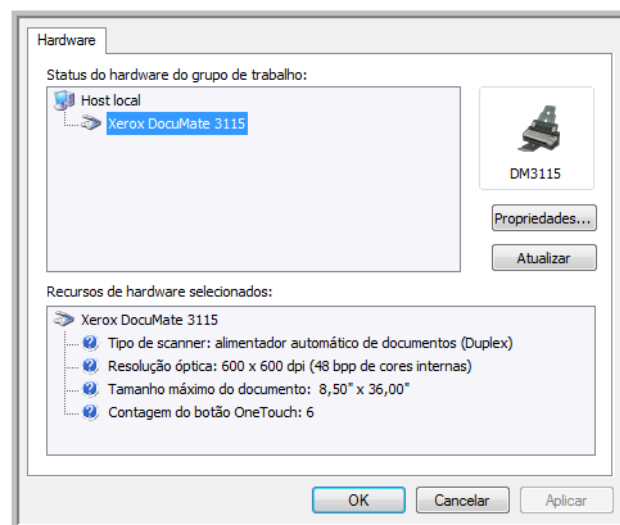 Hardware
Status do hardware do grupo de trabalho:
Host local
Xerox DocuMate 3115
DM3115
Propriedades...
Atualizar
Recursos de hardware selecionados:
Xerox DocuMate 3115
Tipo de scanner: alimentador automático de documentos (Duplex)
Resolução óptica: 600 x 600 dpi (48 bpp de cores internas)
Tamanho máximo do documento:  8,50" x 36,00"
Contagem do botão OneTouch: 6
OK Cancelar Aplicar